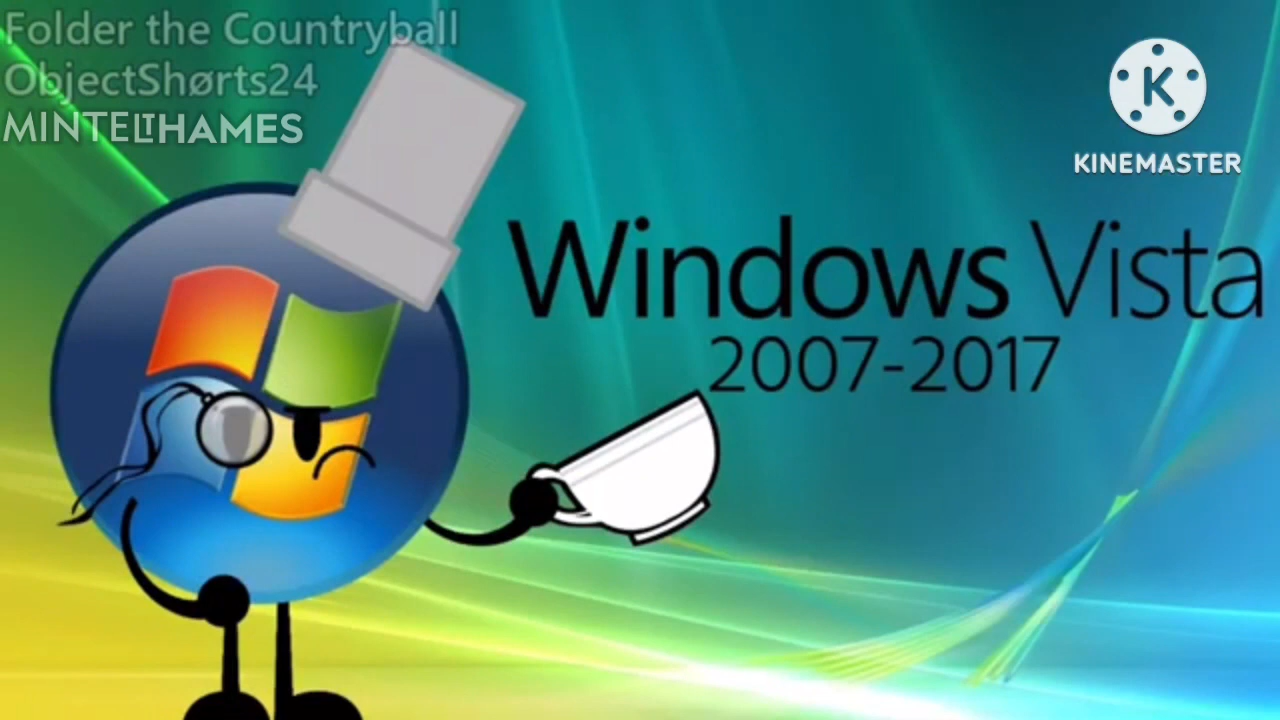 Folder the Countryball
ObjectShørts24
MINTELTHAMES
K
KINEMASTER
Windows Vista
2007-2017